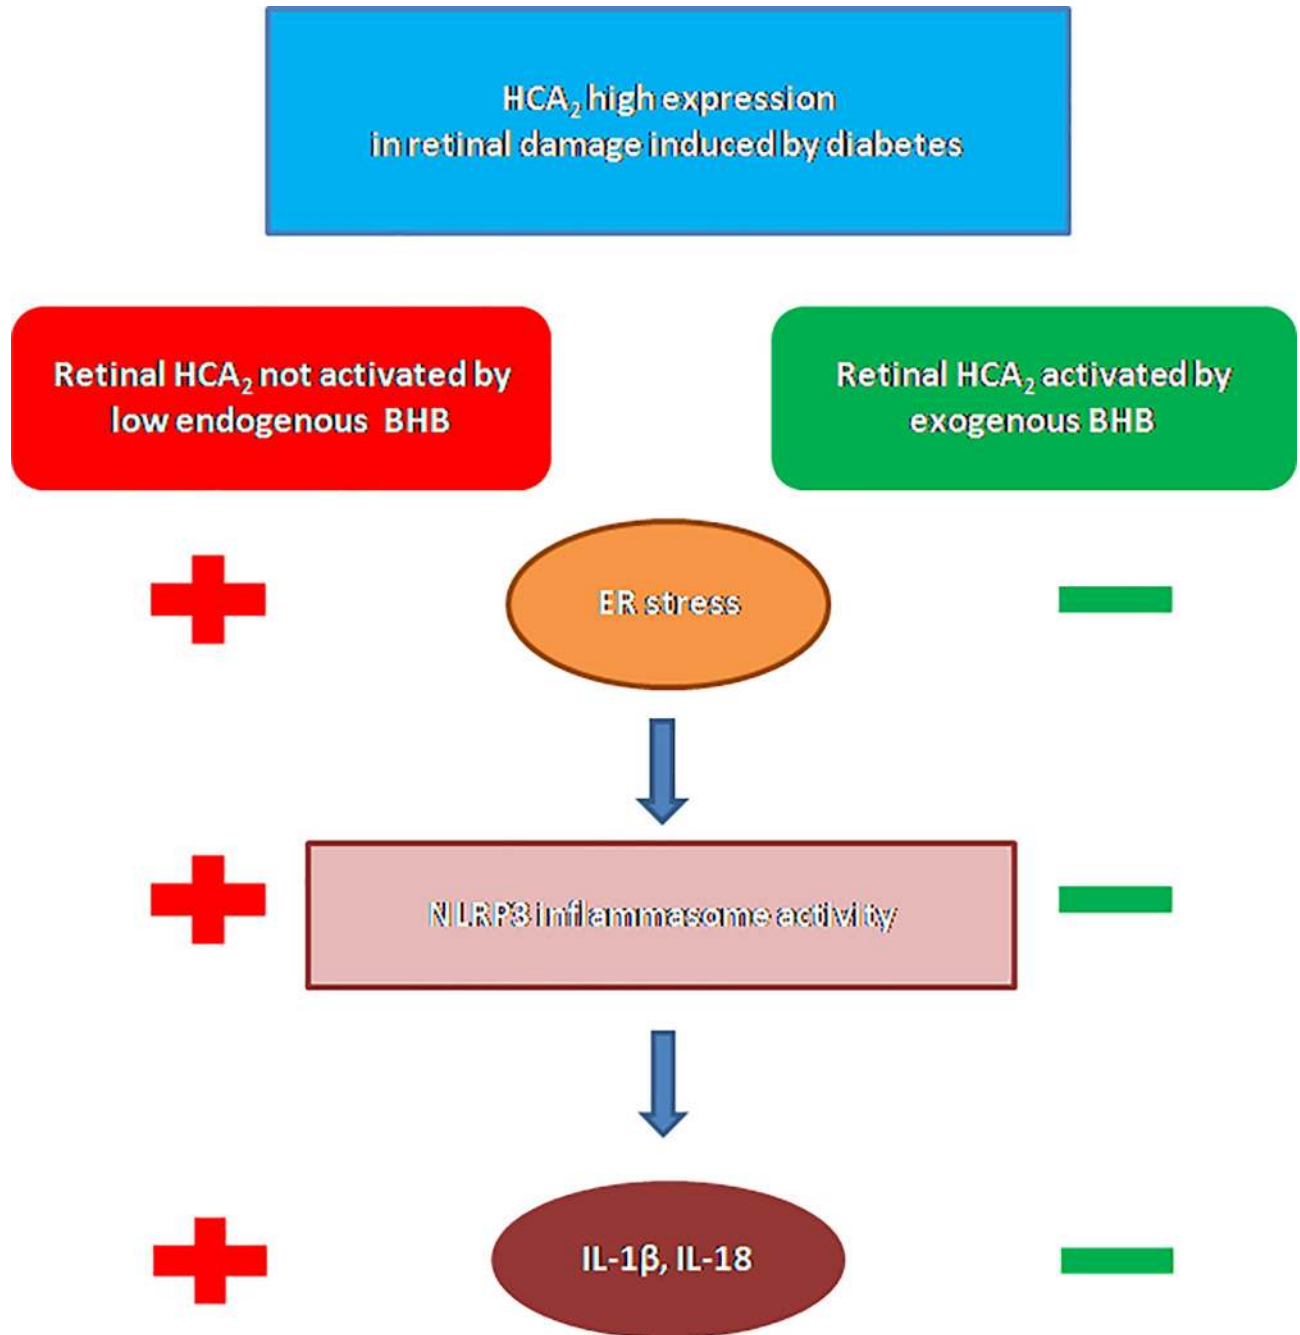 HCA₂ high expression
in retinal damage induced by diabetes
Retinal HCA₂ not activated by
low endogenous BHB
Retinal HCA₂ activated by
exogenous BHB
ER stress
NLRP3 inflammasome activity
IL-1β, IL-18